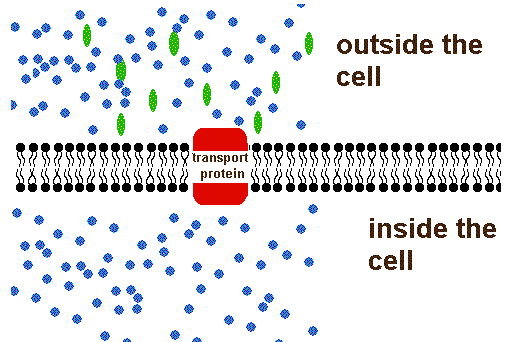 outside the
cell
transport
protein
inside the
cell